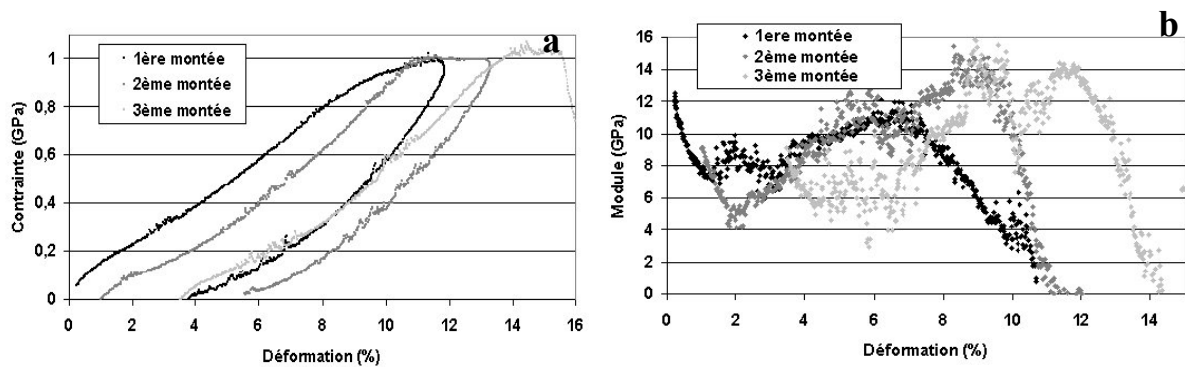 a
1ère montée
2ème montée
3ème montée
Contrainte (GPa)
1
0,8
0,6
0,4
0,2
0
0 2 4 6 8 10 12 14 16
Déformation (%)
b
1ere montée
2ème montée
3ème montée
Module (GPa)
16
14
12
10
8
6
4
2
0
0 2 4 6 8 10 12 14
Déformation (%)